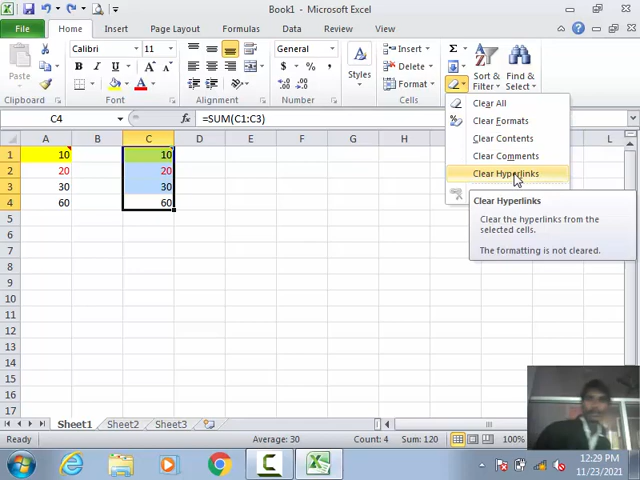 Book1 - Microsoft Excel
File Home Insert Page Layout Formulas Data Review View
Calibri 11 General Insert Σ
Paste B I U A $ % , Styles Delete Sort & Filter Find & Select
Format
Clipboard Font Alignment Number Cells
C4 fx =SUM(C1:C3)
A B C D E F G H L
1 10 10
2 20 20
3 30 30
4 60 60
5
6
7
8
9
10
11
12
13
14
15
16
17
Clear All
Clear Formats
Clear Contents
Clear Comments
Clear Hyperlinks
Clear Hyperlinks
Clear the hyperlinks from the
selected cells.
The formatting is not cleared.
Sheet1 Sheet2 Sheet3
Ready Average: 30 Count: 4 Sum: 120 100%
12:29 PM
11/23/2021